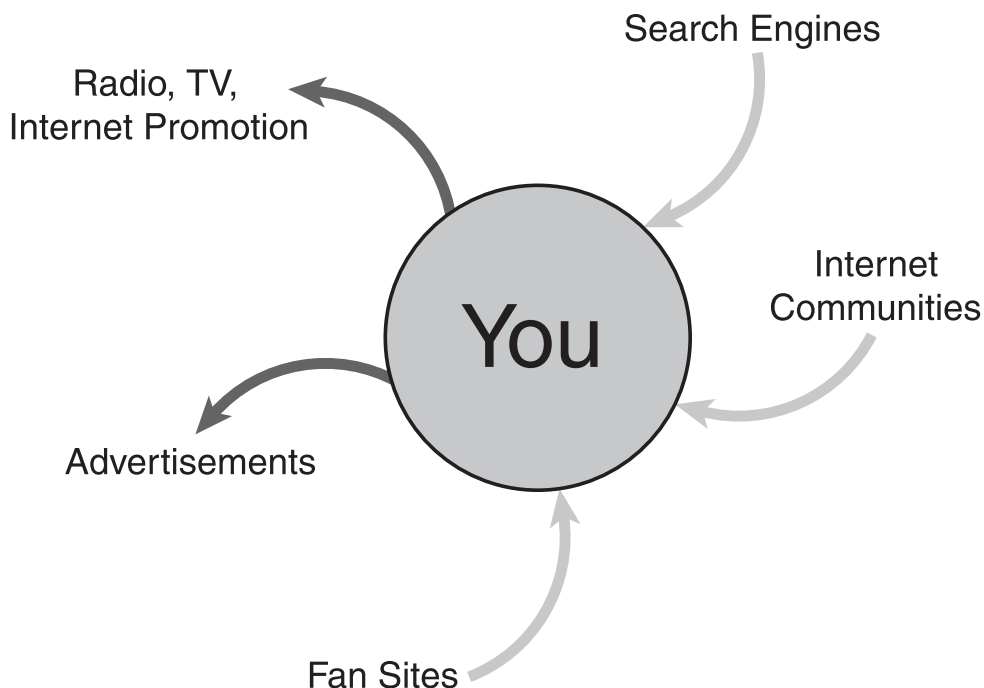 Search Engines
Radio, TV,
Internet Promotion
Internet
Communities
You
Advertisements
Fan Sites